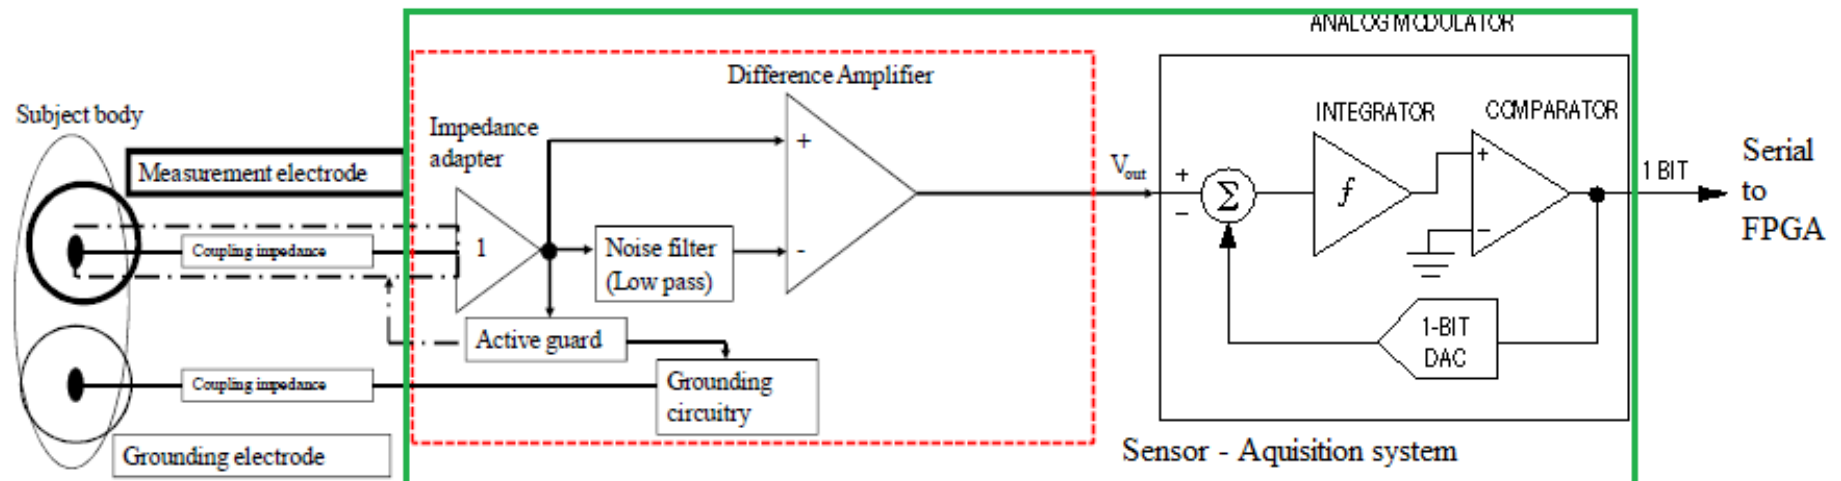 ANALOG MODULATOR
Difference Amplifier
Subject body
Impedance
adapter
INTEGRATOR
COMPARATOR
Measurement electrode
+
+
Vout
+
1 BIT
Serial
to
FPGA
−
Σ
ƒ
Coupling impedance
1
Noise filter
(Low pass)
-
−
Active guard
1-BIT
DAC
Coupling impedance
Grounding
circuitry
Grounding electrode
Sensor - Aquisition system